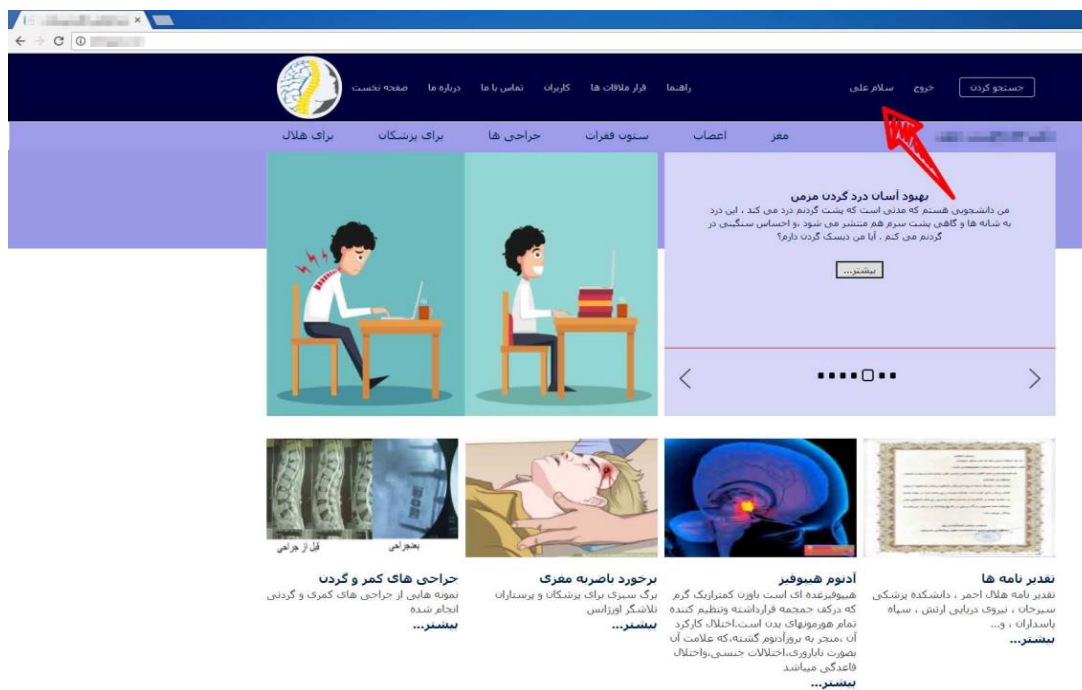 جستجو کردن
خروج
سلام علی
راهنما
قرار ملاقات ها
کاربران
تماس با ما
درباره ما
صفحه نخست
مغز
اعصاب
ستون فقرات
جراحی ها
برای پزشکان
برای هلال
بهبود آسان درد گردن مزمن
من دانشجویی هستم که مدتی است که پشت گردنم درد می کند ، این درد
به شانه ها و گاهی پشت سرم هم منتشر می شود ،و احساس سنگینی در
گردنم می کنم . آیا من دیسک گردن دارم؟
بیشتر...
قبل از جراحی
بعدجراحی
تقدیر نامه ها
تقدیر نامه هلال احمر ، دانشکده پزشکی
سیرجان ، نیروی دریایی ارتش ، سپاه
پاسداران ، و...
بیشتر...
آدنوم هیپوفیز
هیپوفیزغده ای است باوزن کمتراریک گرم
که درکف جمجمه قرارداشته وتنظیم کننده
تمام هورمونهای بدن است.اختلال کارکرد
آن ،منجر به بروزآدنوم گشته،که علامت آن
بصورت ناباروری،اختلالات جنسی،واختلال
قاعدگی میباشد
بیشتر...
برخورد باضربه مغزی
برگ سبزی برای پزشکان و پرستاران
تلاشگر اورژانس
بیشتر...
جراحی های کمر و گردن
نمونه هایی از جراحی های کمری و گردنی
انجام شده
بیشتر...